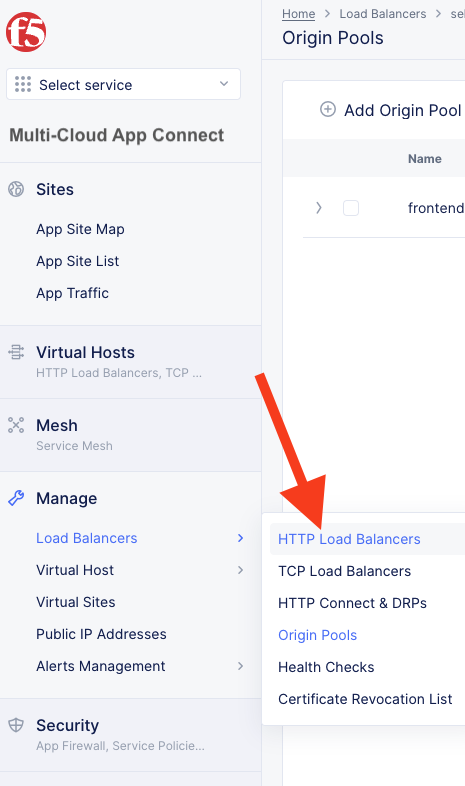 f5
Select service
Multi-Cloud App Connect
Sites
App Site Map
App Site List
App Traffic
Virtual Hosts
HTTP Load Balancers, TCP ...
Mesh
Service Mesh
Manage
Load Balancers
Virtual Host
Virtual Sites
Public IP Addresses
Alerts Management
Security
App Firewall, Service Policie...
Home > Load Balancers >
Origin Pools
Add Origin Pool
Name
frontend
HTTP Load Balancers
TCP Load Balancers
HTTP Connect & DRPs
Origin Pools
Health Checks
Certificate Revocation List